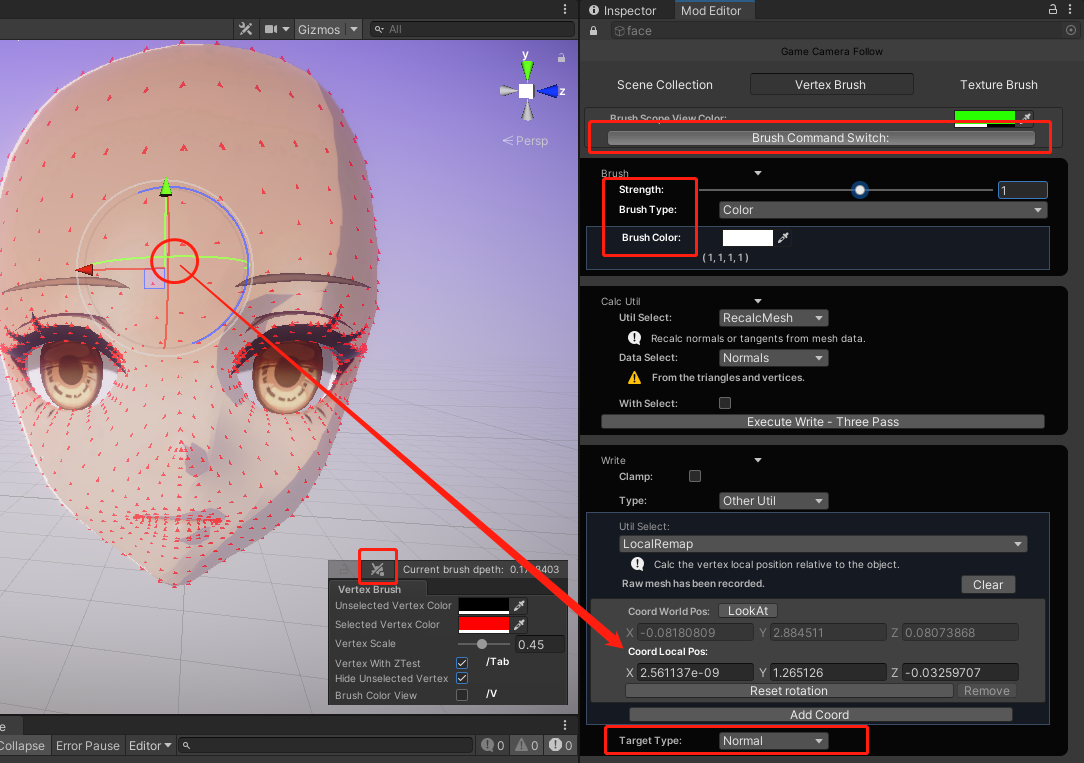 Inspector
Mod Editor
Gizmos
All
face
Game Camera Follow
Scene Collection
Vertex Brush
Texture Brush
Brush Scope View Color:
Brush Command Switch:
Brush
Strength:
1
Brush Type:
Color
Brush Color:
( 1, 1, 1, 1 )
Calc Util
Util Select:
RecalcMesh
Recalc normals or tangents from mesh data.
Data Select:
Normals
From the triangles and vertices.
With Select:
Execute Write - Three Pass
Write
Clamp:
Type:
Other Util
Util Select:
LocalRemap
Calc the vertex local position relative to the object.
Raw mesh has been recorded.
Clear
Coord World Pos:
LookAt
X -0.08180809 Y 2.884511 Z 0.08073868
Coord Local Pos:
X 2.561137e-09 Y 1.265126 Z -0.03259707
Reset rotation
Remove
Add Coord
Target Type:
Normal
y
z
Persp
Current brush dpeth:
Vertex Brush
Unselected Vertex Color
Selected Vertex Color
Vertex Scale
0.45
Vertex With ZTest
/Tab
Hide Unselected Vertex
Brush Color View
/V
e
Collapse
Error Pause
Editor
0
0
0